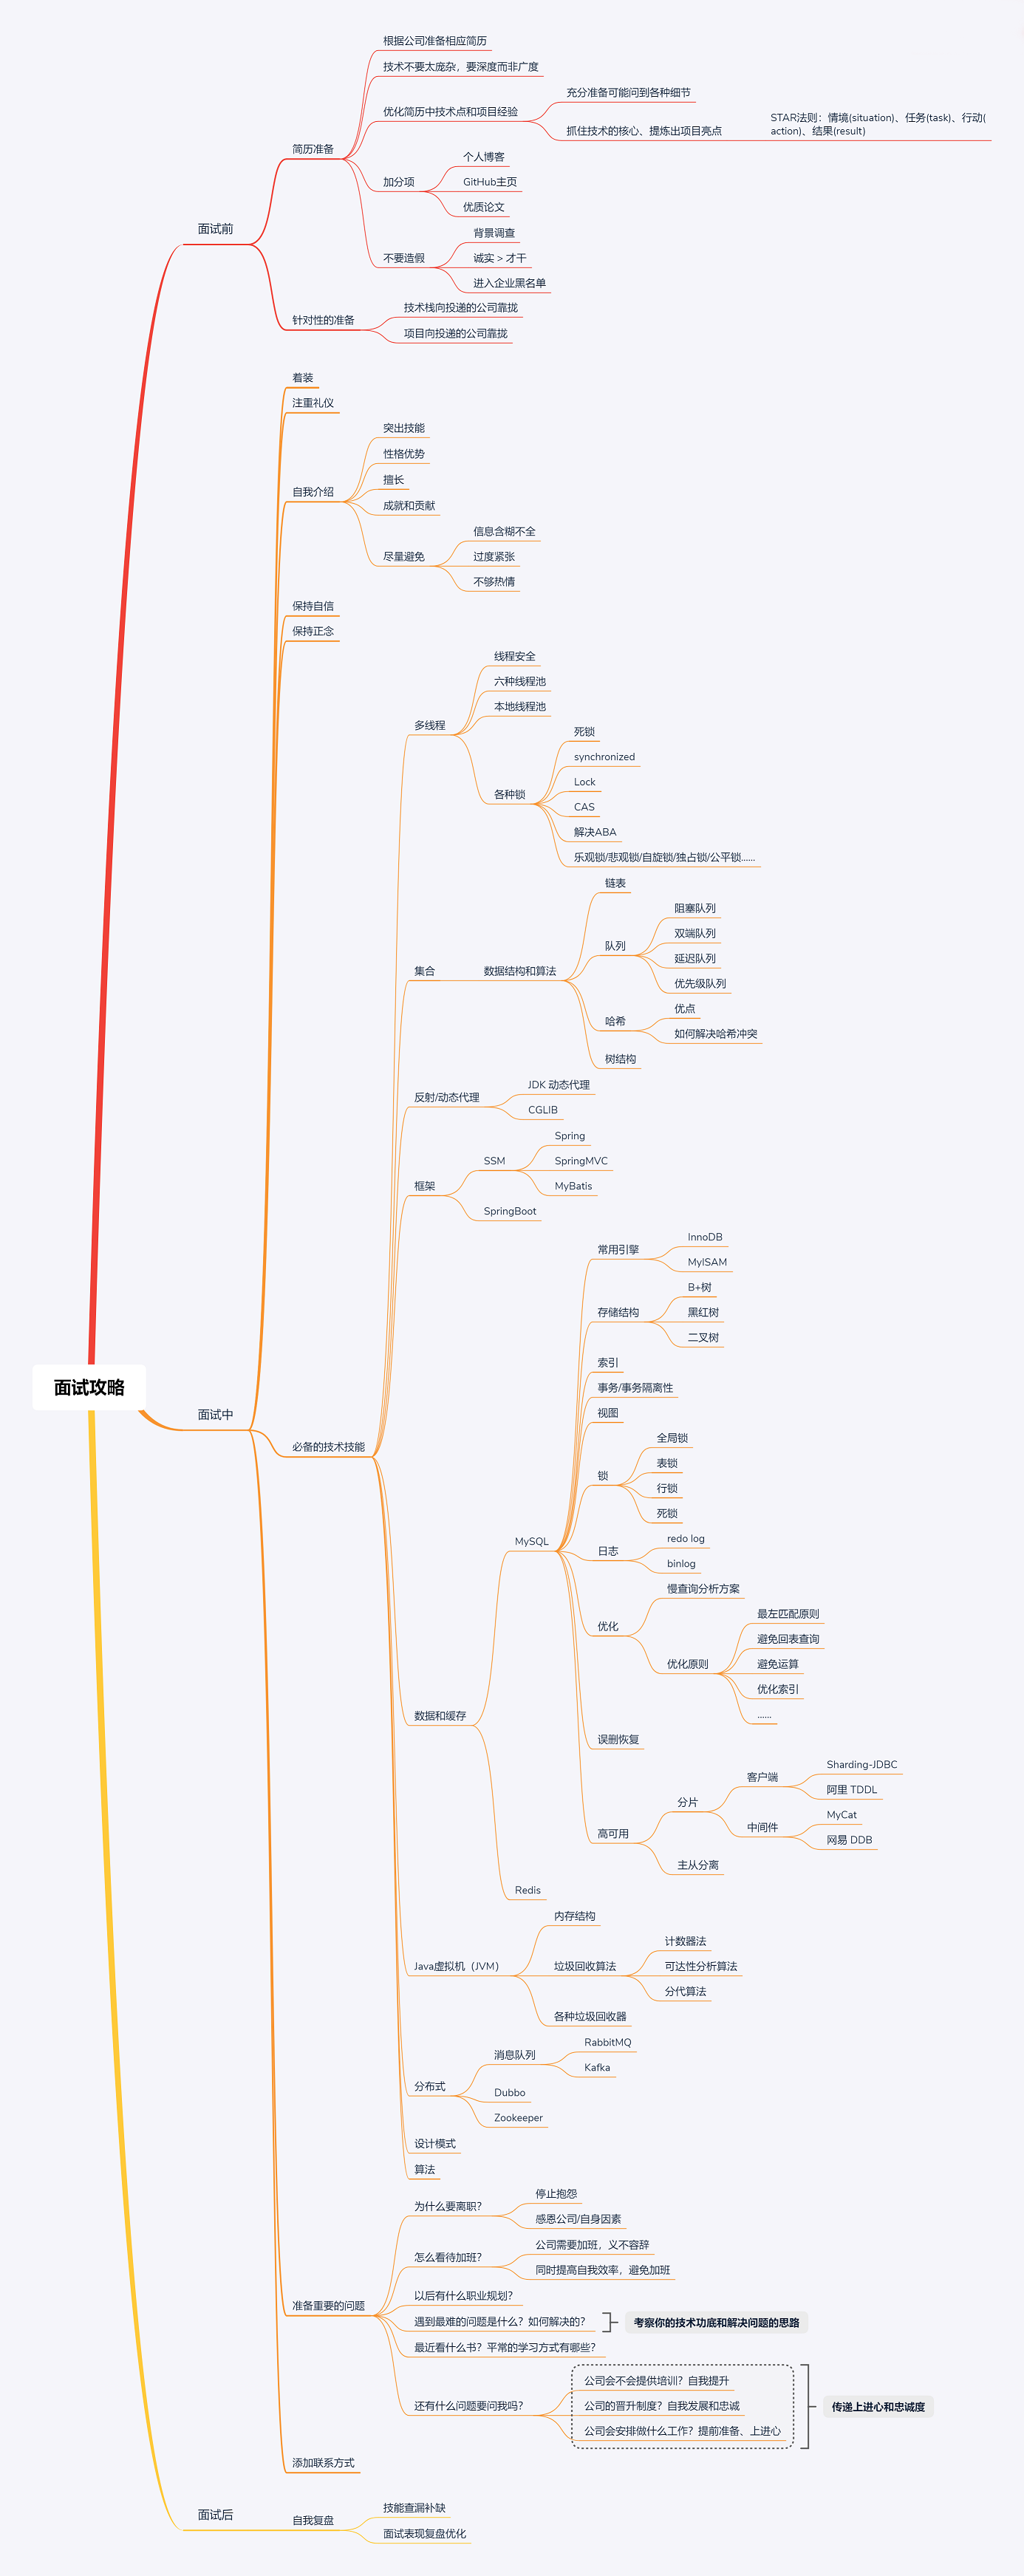 根据公司准备相应简历
技术不要太庞杂，要深度而非广度
充分准备可能问到各种细节
优化简历中技术点和项目经验
STAR法则：情境(situation)、任务(task)、行动(
抓住技术的核心、提炼出项目亮点
action)、结果(result)
简历准备
个人博客
加分项
GitHub主页
优质论文
面试前
背景调查
不要造假
诚实 > 才干
进入企业黑名单
技术栈向投递的公司靠拢
针对性的准备
项目向投递的公司靠拢
着装
注重礼仪
突出技能
性格优势
擅长
自我介绍
成就和贡献
信息含糊不全
尽量避免
过度紧张
不够热情
保持自信
保持正念
线程安全
六种线程池
本地线程池
多线程
死锁
synchronized
Lock
各种锁
CAS
解决ABA
乐观锁/悲观锁/自旋锁/独占锁/公平锁......
链表
阻塞队列
双端队列
队列
延迟队列
集合
数据结构和算法
优先级队列
优点
哈希
如何解决哈希冲突
树结构
JDK 动态代理
反射/动态代理
CGLIB
Spring
SSM
SpringMVC
框架
MyBatis
SpringBoot
InnoDB
常用引擎
MyISAM
B+树
存储结构
黑红树
二叉树
索引
面试攻略
事务/事务隔离性
视图
面试中
全局锁
必备的技术技能
表锁
锁
行锁
死锁
MySQL
redo log
日志
binlog
慢查询分析方案
优化
最左匹配原则
避免回表查询
优化原则
避免运算
优化索引
......
数据和缓存
误删恢复
Sharding-JDBC
客户端
阿里 TDDL
分片
MyCat
中间件
高可用
网易 DDB
主从分离
Redis
内存结构
计数器法
Java虚拟机（JVM）
垃圾回收算法
可达性分析算法
分代算法
各种垃圾回收器
RabbitMQ
消息队列
Kafka
分布式
Dubbo
Zookeeper
设计模式
算法
停止抱怨
为什么要离职？
感恩公司/自身因素
公司需要加班，义不容辞
怎么看待加班？
同时提高自我效率，避免加班
以后有什么职业规划？
准备重要的问题
遇到最难的问题是什么？如何解决的？
考察你的技术功底和解决问题的思路
最近看什么书？平常的学习方式有哪些？
公司会不会提供培训？自我提升
还有什么问题要问我吗？
公司的晋升制度？自我发展和忠诚
传递上进心和忠诚度
公司会安排做什么工作？提前准备、上进心
添加联系方式
技能查漏补缺
面试后
自我复盘
面试表现复盘优化